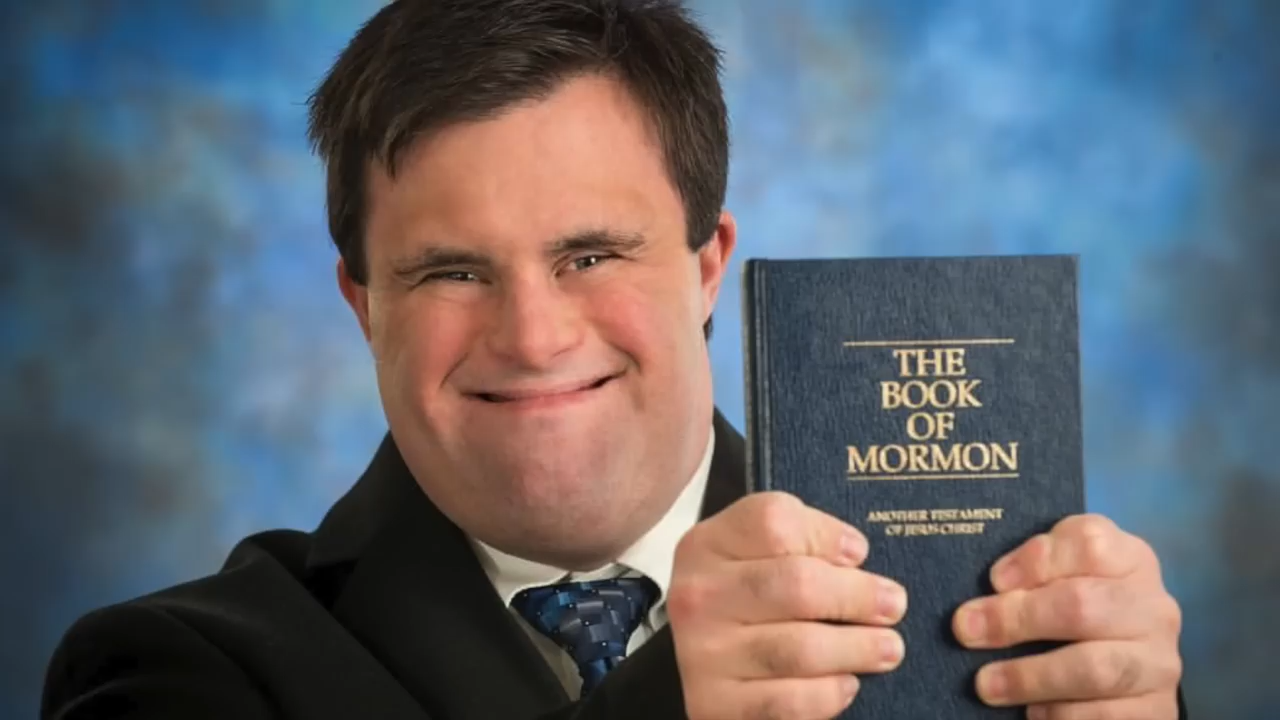 THE
BOOK
OF
MORMON
ANOTHER TESTAMENT
OF JESUS CHRIST